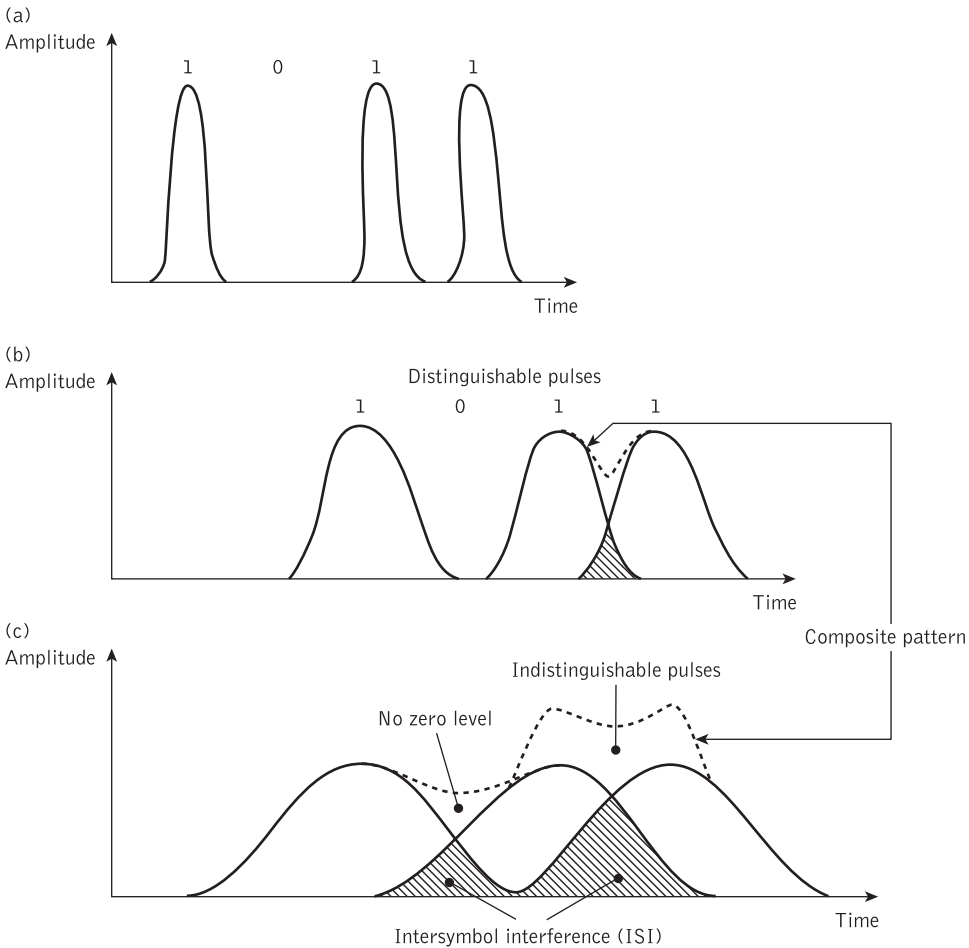 (a)
Amplitude
1 0 1 1
Time
(b)
Amplitude
Distinguishable pulses
1 0 1 1
Time
Composite pattern
(c)
Amplitude
Indistinguishable pulses
No zero level
Time
Intersymbol interference (ISI)